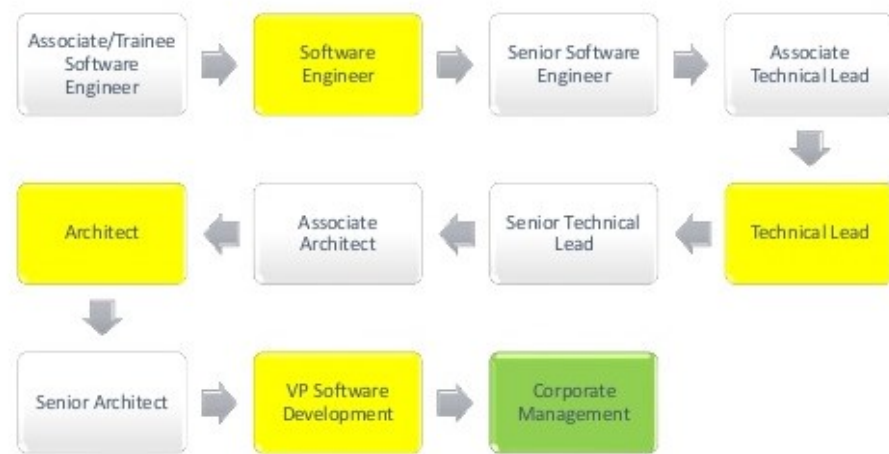 Associate/Trainee
Software
Engineer
Software
Engineer
Senior Software
Engineer
Associate
Technical Lead
Technical Lead
Senior Technical
Lead
Associate
Architect
Architect
Senior Architect
VP Software
Development
Corporate
Management